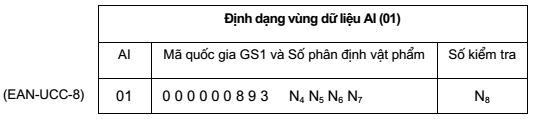 Định dạng vùng dữ liệu AI (01)
AI Mã quốc gia GS1 và Số phân định vật phẩm Số kiểm tra
(EAN-UCC-8) 01 0 0 0 0 0 0 8 9 3 N₄ N₅ N₆ N₇ N₈